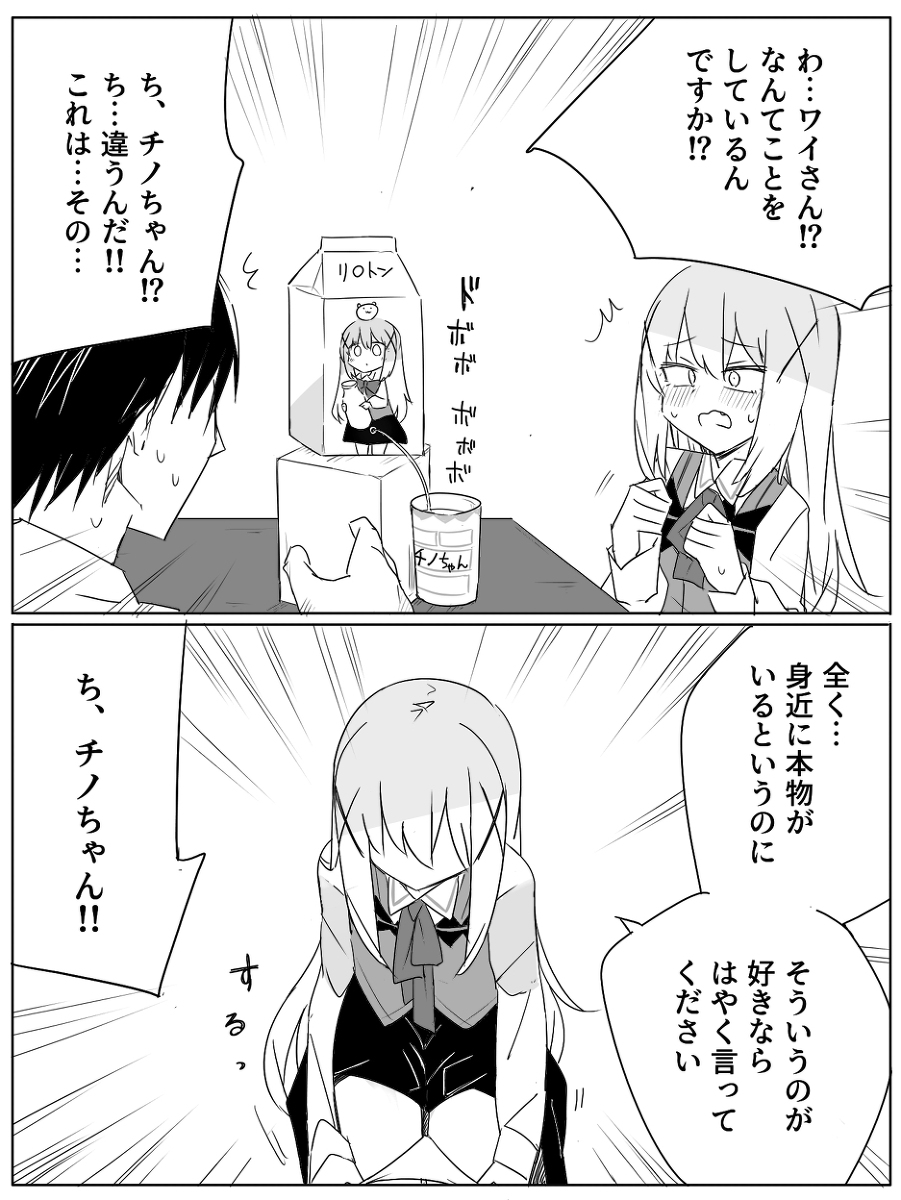 わ…ワイさん!?
なんてことを
しているん
ですか!?
ち、チノちゃん!?
ち…違うんだ!!
これは…その…
リ○トン
ドボボボボボ
チノちゃん
全く…
身近に本物が
いるというのに
そういうのが
好きなら
はやく言って
ください
ち、チノちゃん!!
するっ